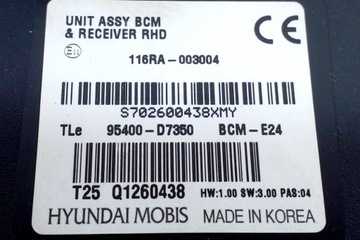 UNIT ASSY BCM
& RECEIVER RHD
CE
116RA-003004
S702600438XMY
TLe 95400-D7350 BCM-E24
T25 Q1260438 HW:1.00 SW:3.00 PAS:04
HYUNDAI MOBIS MADE IN KOREA